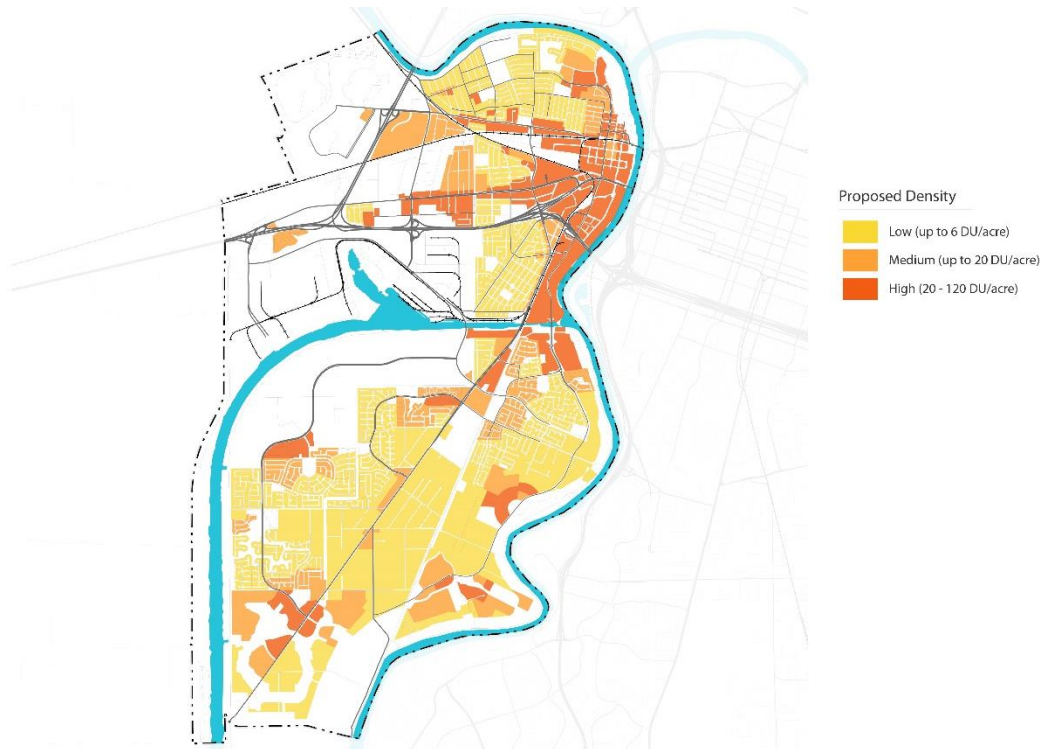 Proposed Density
Low (up to 6 DU/acre)
Medium (up to 20 DU/acre)
High (20 - 120 DU/acre)